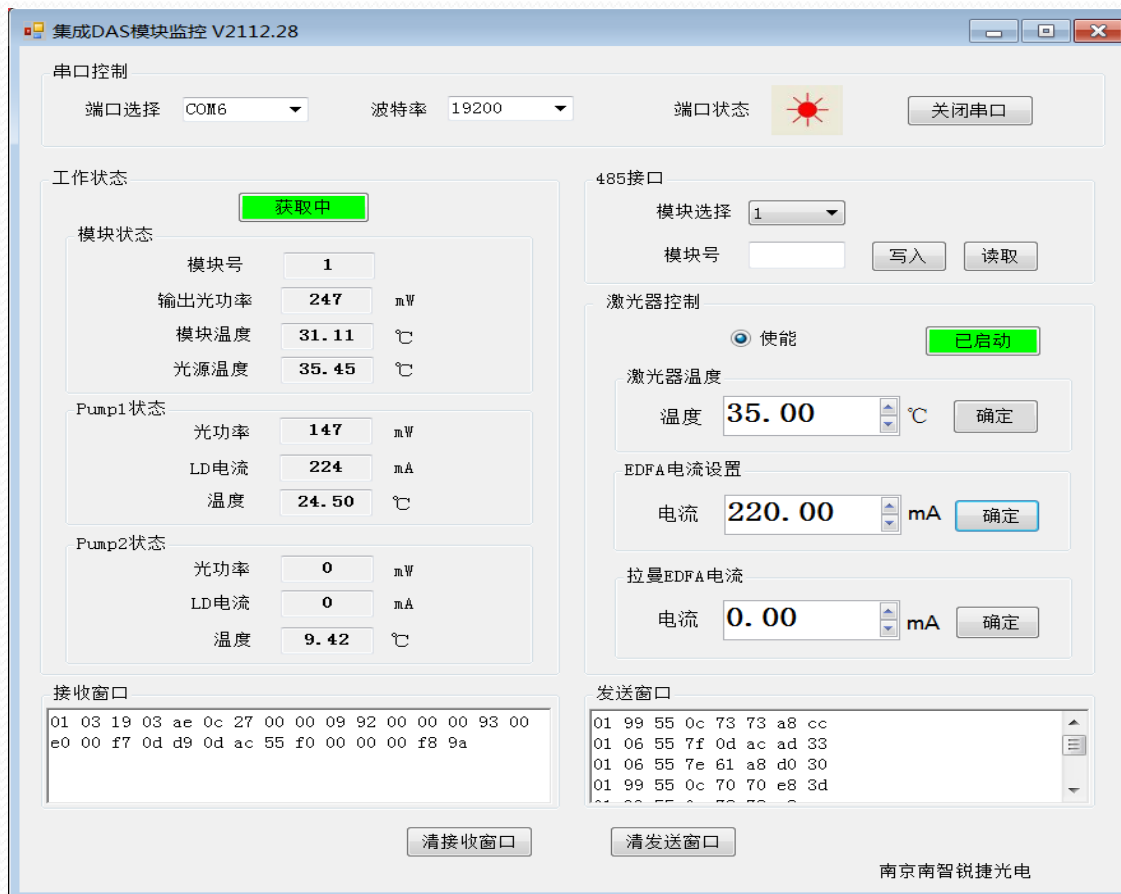 集成DAS模块监控 V2112.28
串口控制
端口选择 COM6 波特率 19200 端口状态 关闭串口
工作状态
获取中
模块状态
模块号 1
输出光功率 247 mW
模块温度 31.11 ℃
光源温度 35.45 ℃
Pump1状态
光功率 147 mW
LD电流 224 mA
温度 24.50 ℃
Pump2状态
光功率 0 mW
LD电流 0 mA
温度 9.42 ℃
485接口
模块选择 1
模块号 写入 读取
激光器控制
使能 已启动
激光器温度
温度 35.00 ℃ 确定
EDFA电流设置
电流 220.00 mA 确定
拉曼EDFA电流
电流 0.00 mA 确定
接收窗口
01 03 19 03 ae 0c 27 00 00 09 92 00 00 00 93 00
e0 00 f7 0d d9 0d ac 55 f0 00 00 00 f8 9a
发送窗口
01 99 55 0c 73 73 a8 cc
01 06 55 7f 0d ac ad 33
01 06 55 7e 61 a8 d0 30
01 99 55 0c 70 70 e8 3d
清接收窗口 清发送窗口
南京南智锐捷光电